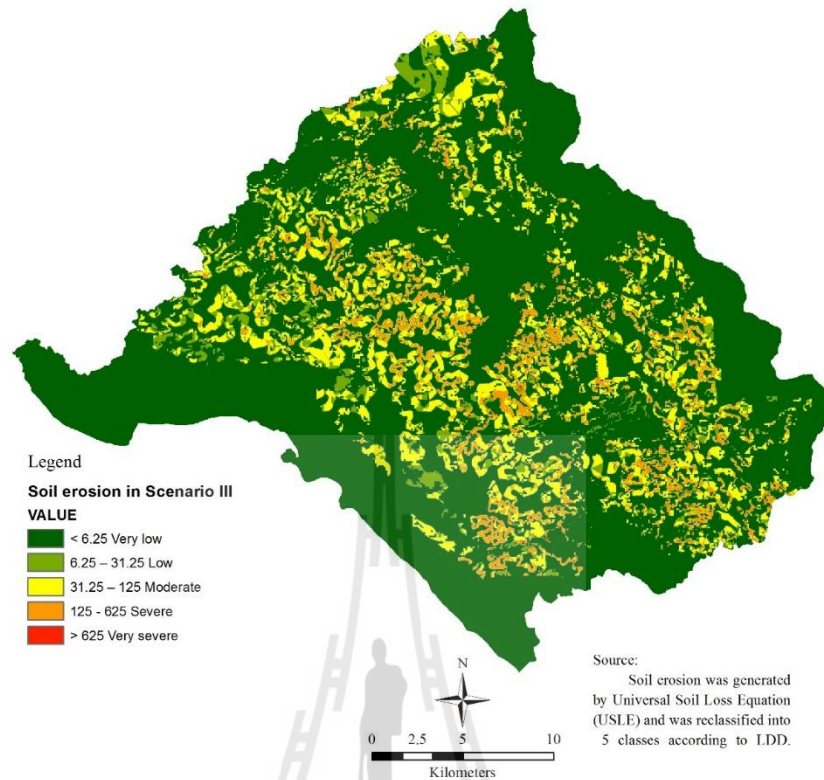 Legend
Soil erosion in Scenario III
VALUE
< 6.25 Very low
6.25 – 31.25 Low
31.25 – 125 Moderate
125 - 625 Severe
> 625 Very severe
N
0 2.5 5 10
Kilometers
Source:
Soil erosion was generated
by Universal Soil Loss Equation
(USLE) and was reclassified into
5 classes according to LDD.